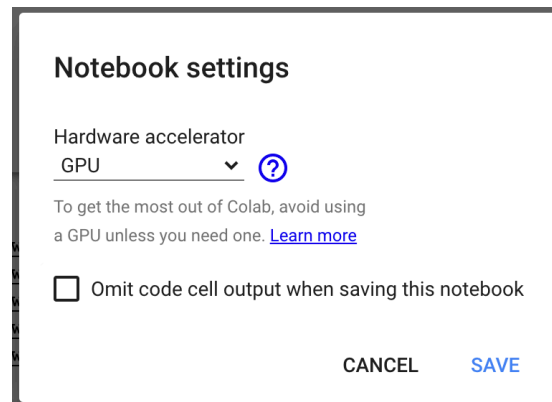 Notebook settings
Hardware accelerator
GPU
To get the most out of Colab, avoid using
a GPU unless you need one. Learn more
Omit code cell output when saving this notebook
CANCEL SAVE